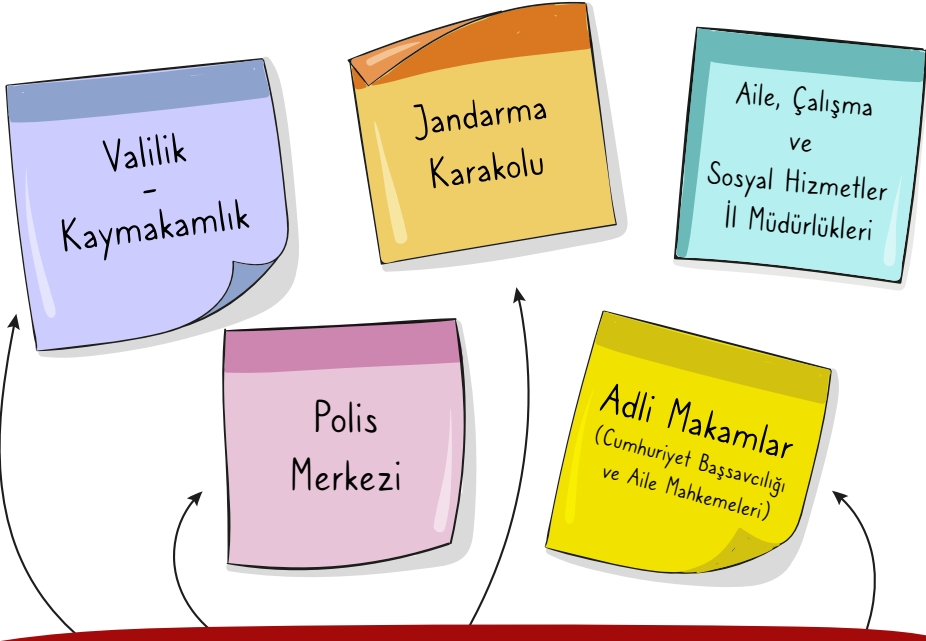 Valilik
-
Kaymakamlık
Jandarma
Karakolu
Aile, Çalışma
ve
Sosyal Hizmetler
İl Müdürlükleri
Polis
Merkezi
Adli Makamlar
(Cumhuriyet Başsavcılığı
ve Aile Mahkemeleri)